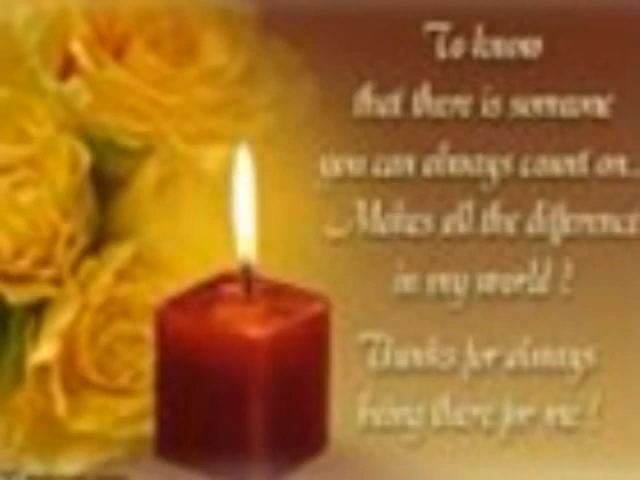 To know
that there is someone
you can always count on...
Makes all the difference
in my world !
Thanks for always
being there for me !